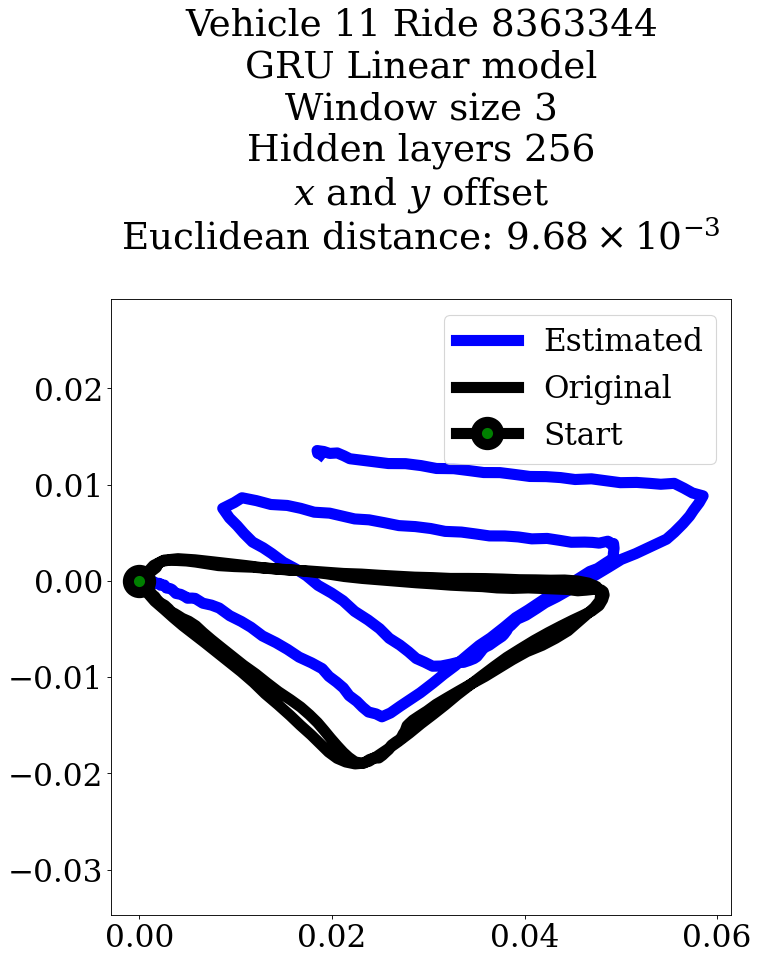 Vehicle 11 Ride 8363344
GRU Linear model
Window size 3
Hidden layers 256
x and y offset
Euclidean distance: 9.68 × 10⁻³
Estimated
Original
Start
0.02
0.01
0.00
−0.01
−0.02
−0.03
0.00 0.02 0.04 0.06